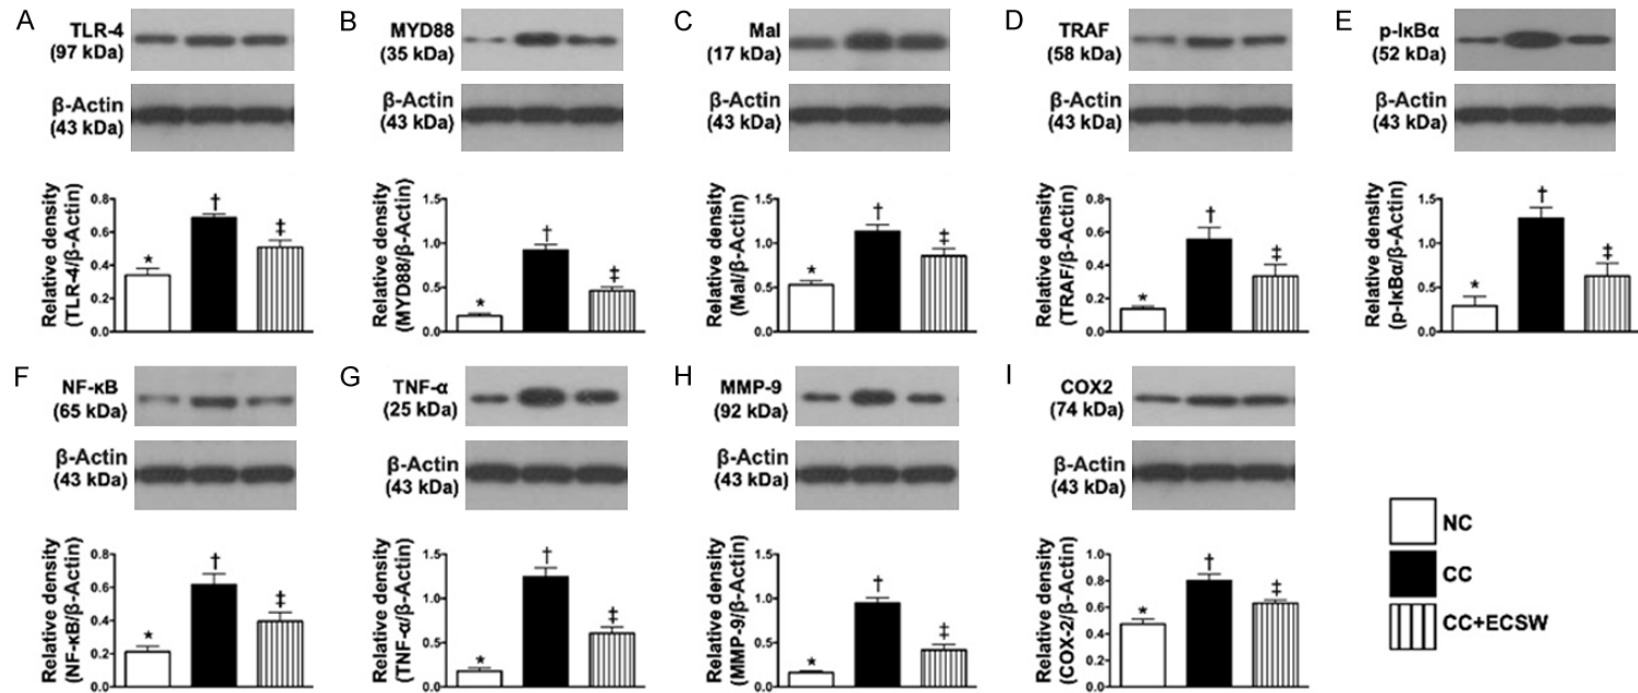 A
TLR-4
(97 kDa)
β-Actin
(43 kDa)
Relative density
(TLR-4/β-Actin)
0.8
0.6
0.4
0.2
0.0
*
†
‡
B
MYD88
(35 kDa)
β-Actin
(43 kDa)
Relative density
(MYD88/β-Actin)
1.5
1.0
0.5
0.0
*
†
‡
C
Mal
(17 kDa)
β-Actin
(43 kDa)
Relative density
(Mal/β-Actin)
1.5
1.0
0.5
0.0
*
†
‡
D
TRAF
(58 kDa)
β-Actin
(43 kDa)
Relative density
(TRAF/β-Actin)
0.8
0.6
0.4
0.2
0.0
*
†
‡
E
p-IκBα
(52 kDa)
β-Actin
(43 kDa)
Relative density
(p-IκBα/β-Actin)
1.5
1.0
0.5
0.0
*
†
‡
F
NF-κB
(65 kDa)
β-Actin
(43 kDa)
Relative density
(NF-κB/β-Actin)
0.8
0.6
0.4
0.2
0.0
*
†
‡
G
TNF-α
(25 kDa)
β-Actin
(43 kDa)
Relative density
(TNF-α/β-Actin)
1.5
1.0
0.5
0.0
*
†
‡
H
MMP-9
(92 kDa)
β-Actin
(43 kDa)
Relative density
(MMP-9/β-Actin)
1.5
1.0
0.5
0.0
*
†
‡
I
COX2
(74 kDa)
β-Actin
(43 kDa)
Relative density
(COX-2/β-Actin)
1.0
0.8
0.6
0.4
0.2
0.0
*
†
‡
NC
CC
CC+ECSW